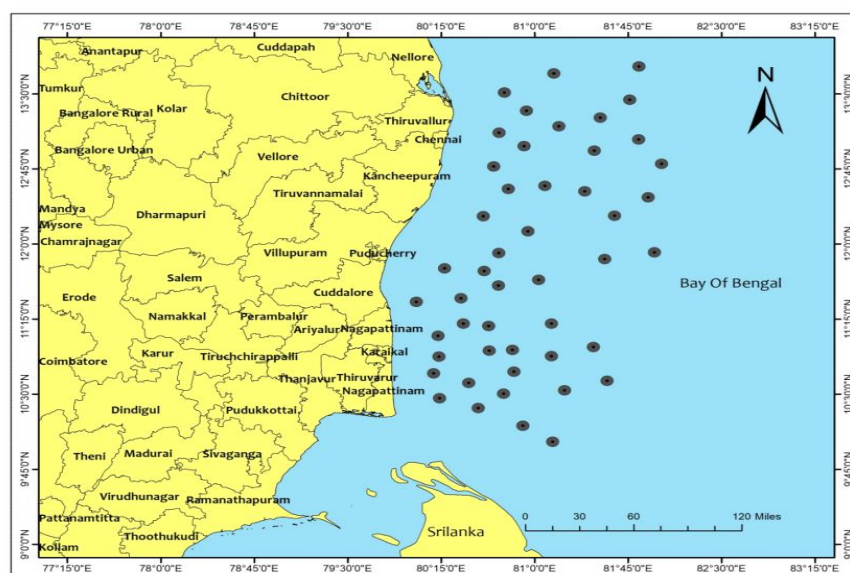 77°15'0"E 78°0'0"E 78°45'0"E 79°30'0"E 80°15'0"E 81°0'0"E 81°45'0"E 82°30'0"E 83°15'0"E
Anantapur
Cuddapah
Nellore
Tumkur
Chittoor
Bangalore Rural
Kolar
Thiruvallur
Chennai
Bangalore Urban
Vellore
Kancheepuram
Tiruvannamalai
Mandya
Dharmapuri
Mysore
Chamrajnagar
Villupuram
Puducherry
Salem
Erode
Cuddalore
Namakkal
Perambalur
Ariyalur
Nagapattinam
Karur
Tiruchchirappalli
Karaikal
Coimbatore
Thanjavur
Thiruvarur
Nagapattinam
Dindigul
Pudukkottai
Theni
Madurai
Sivaganga
Virudhunagar
Ramanathapuram
Pattanamtitta
Thoothukudi
Kollam
N
Bay Of Bengal
Srilanka
0 15 30 60 90 120 Miles
13°30'0"N
12°45'0"N
12°0'0"N
11°15'0"N
10°30'0"N
9°45'0"N
9°0'0"N
11°30'0"N
12°45'0"N
12°0'0"N
11°15'0"N
10°30'0"N
9°45'0"N
9°0'0"N
77°15'0"E 78°0'0"E 78°45'0"E 79°30'0"E 80°15'0"E 81°0'0"E 81°45'0"E 82°30'0"E 83°15'0"E